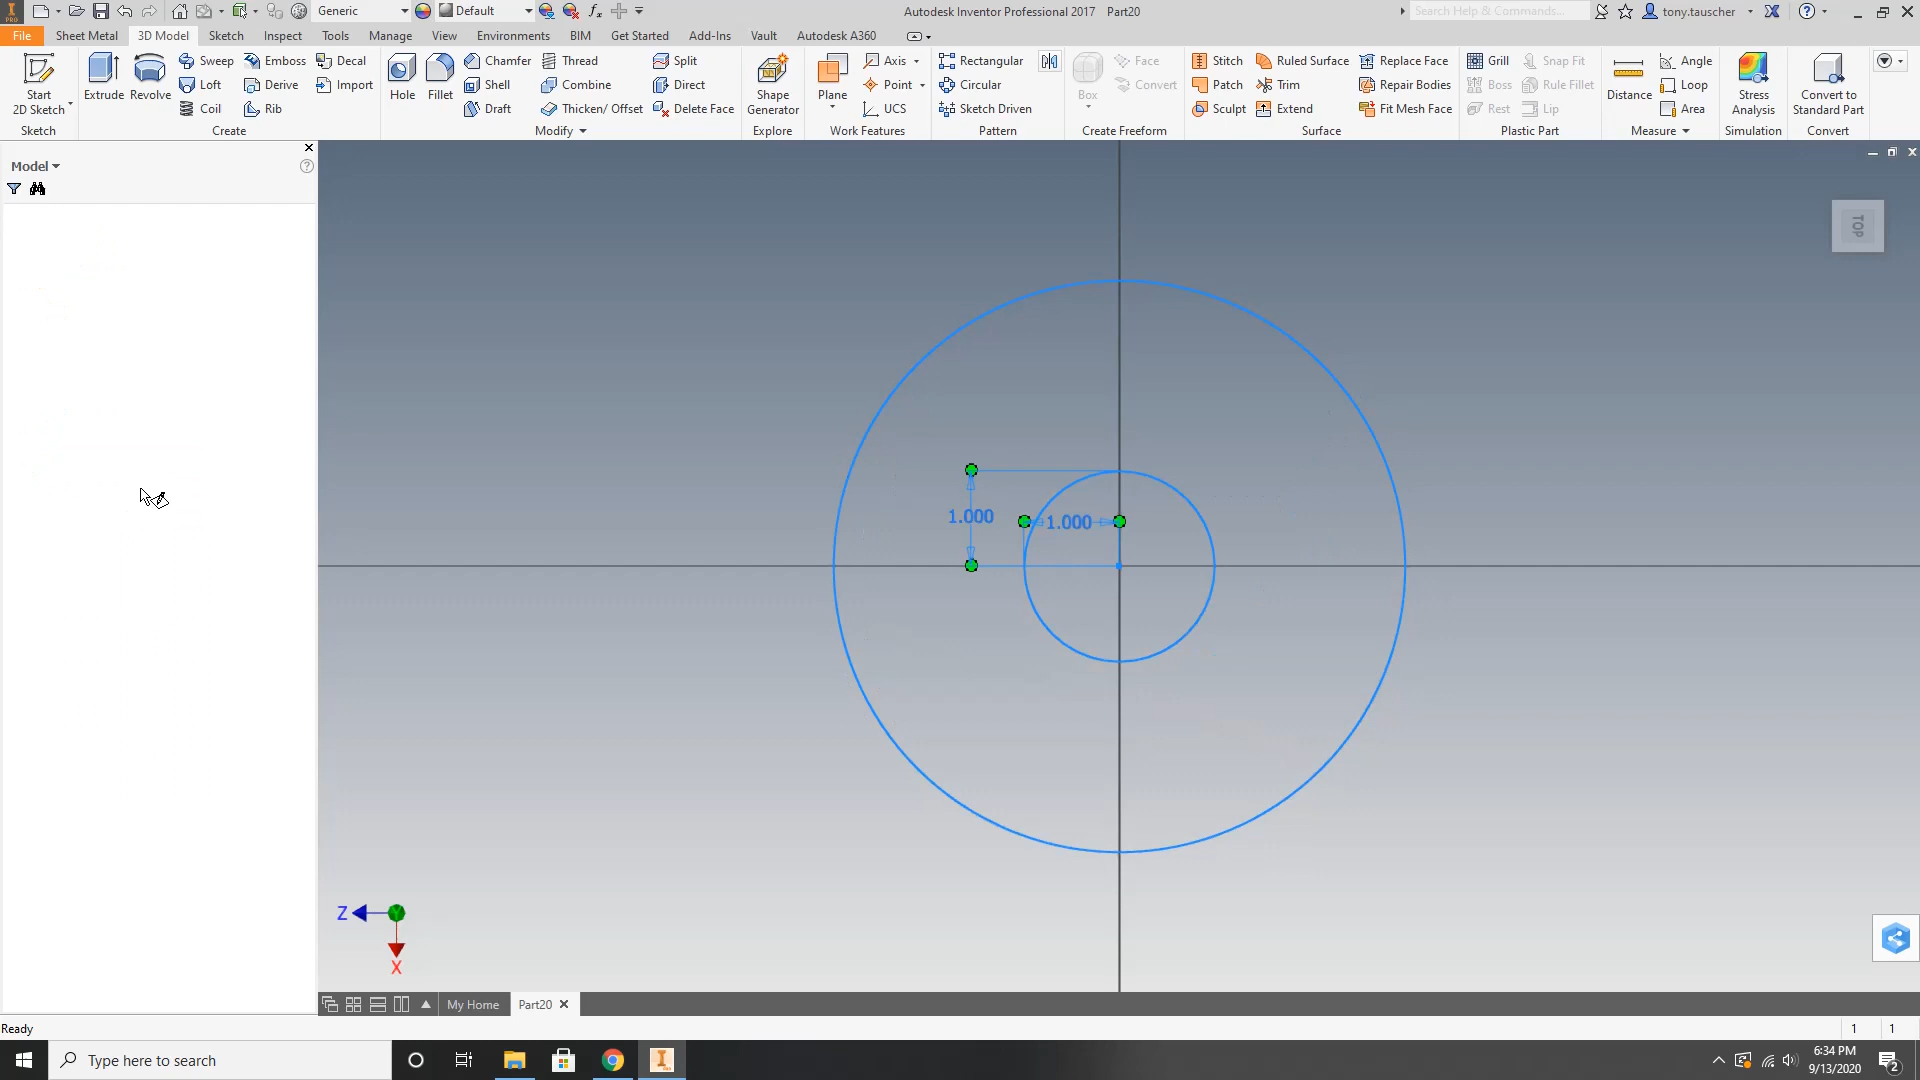 Generic
Default
Autodesk Inventor Professional 2017 Part20
Search Help & Commands...
tony.tauscher
File Sheet Metal 3D Model Sketch Inspect Tools Manage View Environments BIM Get Started Add-Ins Vault Autodesk A360
Start
2D Sketch
Sketch
Extrude
Revolve
Sweep
Loft
Coil
Emboss
Derive
Rib
Decal
Import
Create
Hole
Fillet
Chamfer
Shell
Draft
Thread
Combine
Thicken/ Offset
Split
Direct
Delete Face
Modify
Shape
Generator
Explore
Plane
Axis
Point
UCS
Work Features
Rectangular
Circular
Sketch Driven
Pattern
Box
Face
Convert
Create Freeform
Stitch
Patch
Sculpt
Ruled Surface
Trim
Extend
Replace Face
Repair Bodies
Fit Mesh Face
Surface
Grill
Boss
Rest
Snap Fit
Rule Fillet
Lip
Plastic Part
Distance
Angle
Loop
Area
Measure
Stress
Analysis
Simulation
Convert to
Standard Part
Convert
Model
TOP
1.000
1.000
Z
X
My Home
Part20
Ready
1 1
Type here to search
6:34 PM
9/13/2020
2